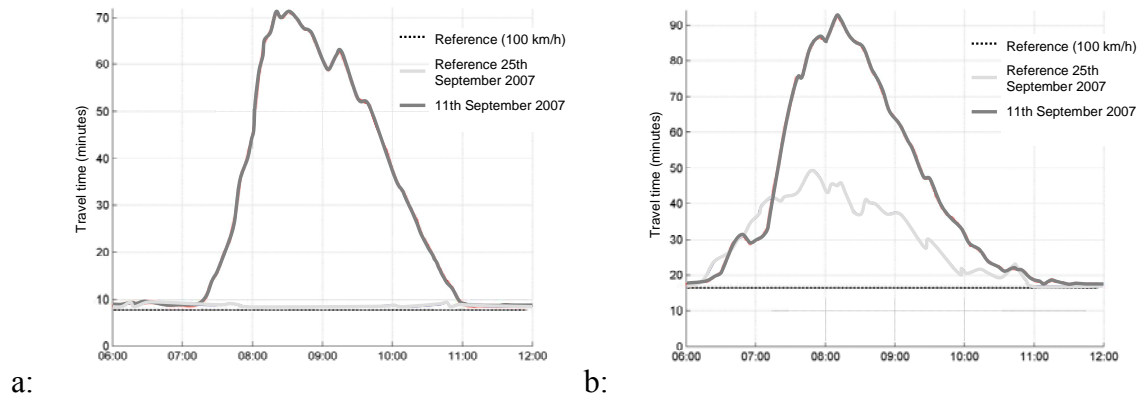 70
60
50
40
30
20
10
0
Travel time (minutes)
06:00 07:00 08:00 09:00 10:00 11:00 12:00
Reference (100 km/h)
Reference 25th
September 2007
11th September 2007
a:
90
80
70
60
50
40
30
20
10
0
Travel time (minutes)
06:00 07:00 08:00 09:00 10:00 11:00 12:00
Reference (100 km/h)
Reference 25th
September 2007
11th September 2007
b: